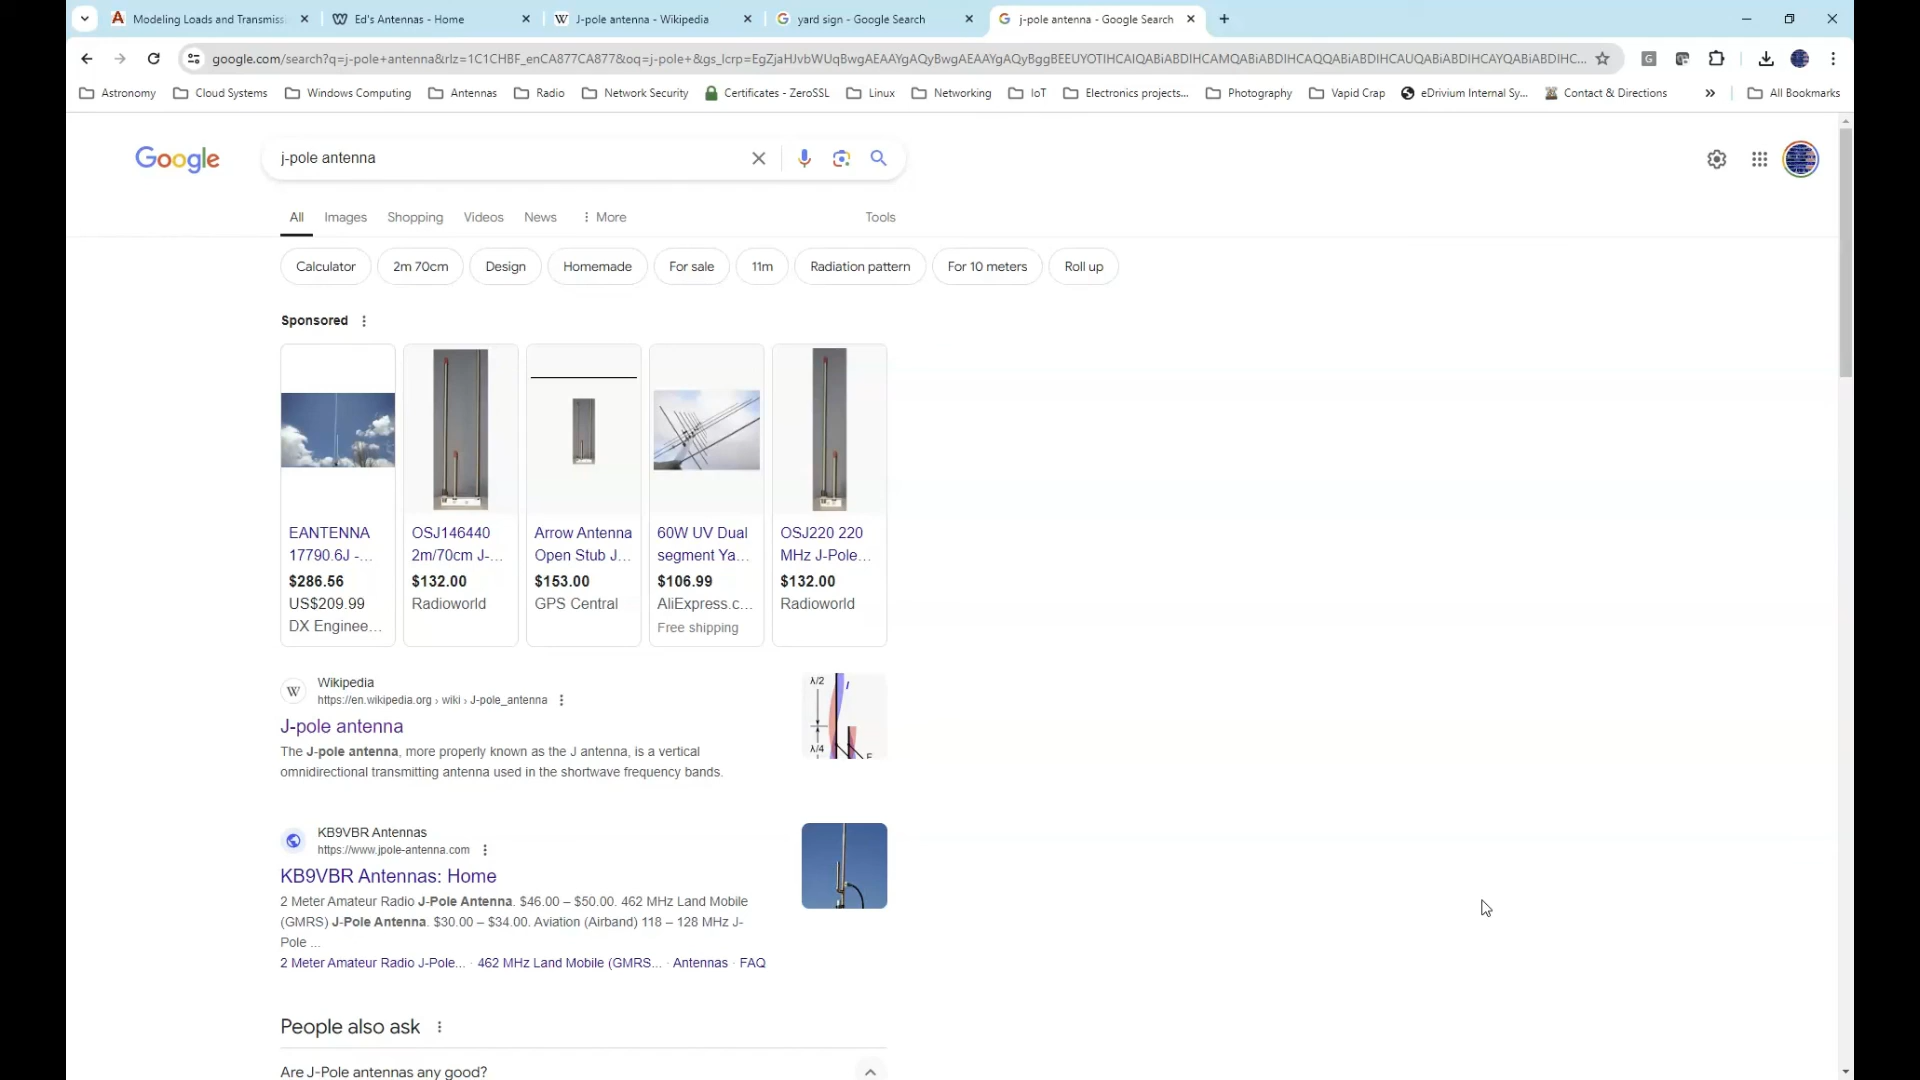 Modeling Loads and Transmiss
Ed's Antennas - Home
J-pole antenna - Wikipedia
yard sign - Google Search
j-pole antenna - Google Search
google.com/search?q=j-pole+antenna&rlz=1C1CHBF_enCA877CA877&oq=j-pole+&gs_lcrp=EgZjaHJvbWUqBwgAEAAYgAQyBwgAEAAYgAQyBggBEEUYOTIHCAIQABiABDIHCAMQABiABDIHCAQQABiABDIHCAUQABiABDIHCAYQABiABDIHC...
Astronomy
Cloud Systems
Windows Computing
Antennas
Radio
Network Security
Certificates - ZeroSSL
Linux
Networking
IoT
Electronics projects...
Photography
Vapid Crap
eDrivium Internal Sy...
Contact & Directions
»
All Bookmarks
Google
j-pole antenna
All
Images
Shopping
Videos
News
More
Tools
Calculator
2m 70cm
Design
Homemade
For sale
11m
Radiation pattern
For 10 meters
Roll up
Sponsored
EANTENNA
17790.6J -...
$286.56
US$209.99
DX Enginee...
OSJ146440
2m/70cm J-...
$132.00
Radioworld
Arrow Antenna
Open Stub J...
$153.00
GPS Central
60W UV Dual
segment Ya...
$106.99
AliExpress.c...
Free shipping
OSJ220 220
MHz J-Pole...
$132.00
Radioworld
W
Wikipedia
https://en.wikipedia.org › wiki › J-pole_antenna
J-pole antenna
The J-pole antenna, more properly known as the J antenna, is a vertical
omnidirectional transmitting antenna used in the shortwave frequency bands.
λ/2
I
λ/4
E
KB9VBR Antennas
https://www.jpole-antenna.com
KB9VBR Antennas: Home
2 Meter Amateur Radio J-Pole Antenna. $46.00 – $50.00. 462 MHz Land Mobile
(GMRS) J-Pole Antenna. $30.00 – $34.00. Aviation (Airband) 118 – 128 MHz J-
Pole ...
2 Meter Amateur Radio J-Pole... · 462 MHz Land Mobile (GMRS... · Antennas · FAQ
People also ask
Are J-Pole antennas any good?